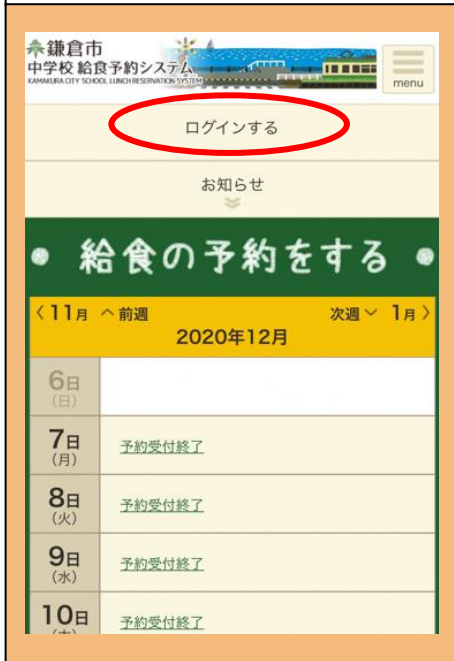 鎌倉市
中学校 給食予約システム
KAMAKURA CITY SCHOOL LUNCH RESERVATION SYSTEM
menu
ログインする
お知らせ
給食の予約をする
〈11月 ^前週 次週∨ 1月〉
2020年12月
6日
(日)
7日
(月)
予約受付終了
8日
(火)
予約受付終了
9日
(水)
予約受付終了
10日
予約受付終了